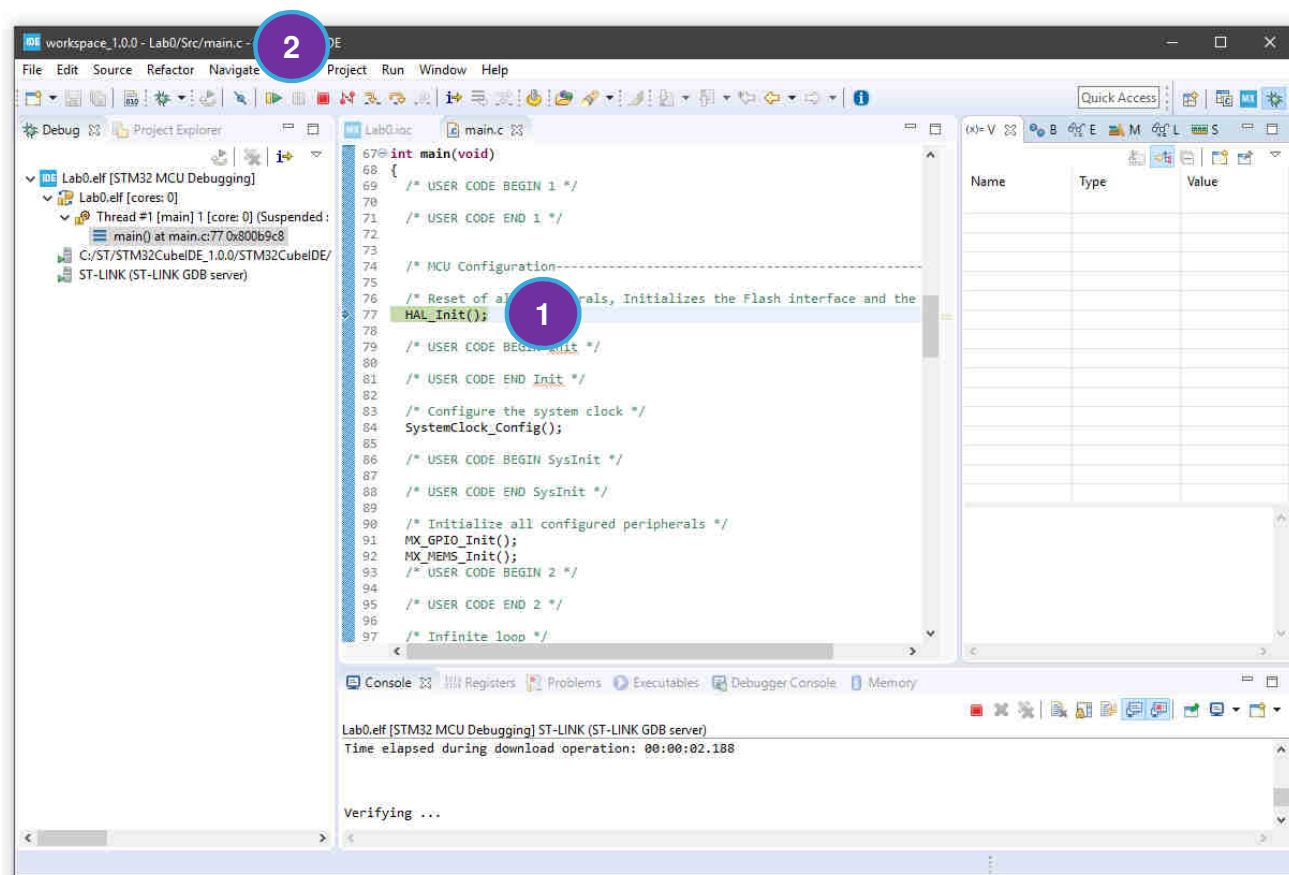 IDE workspace_1.0.0 - Lab0/Src/main.c - 2 DE
File Edit Source Refactor Navigate Project Run Window Help
Quick Access
Debug Project Explorer
MX Lab0.ioc main.c
(x)= V B E M L S
Lab0.elf [STM32 MCU Debugging]
Lab0.elf [cores: 0]
Thread #1 [main] 1 [core: 0] (Suspended :
main() at main.c:77 0x800b9c8
C:/ST/STM32CubeIDE_1.0.0/STM32CubeIDE/
ST-LINK (ST-LINK GDB server)
67 int main(void)
68 {
69 /* USER CODE BEGIN 1 */
70
71 /* USER CODE END 1 */
72
73
74 /* MCU Configuration--------------------------------------------------
75
76 /* Reset of al rals, Initializes the Flash interface and the
77 HAL_Init(); 1
78
79 /* USER CODE BEGIN Init */
80
81 /* USER CODE END Init */
82
83 /* Configure the system clock */
84 SystemClock_Config();
85
86 /* USER CODE BEGIN SysInit */
87
88 /* USER CODE END SysInit */
89
90 /* Initialize all configured peripherals */
91 MX_GPIO_Init();
92 MX_MEMS_Init();
93 /* USER CODE BEGIN 2 */
94
95 /* USER CODE END 2 */
96
97 /* Infinite loop */
Name Type Value
Console Registers Problems Executables Debugger Console Memory
Lab0.elf [STM32 MCU Debugging] ST-LINK (ST-LINK GDB server)
Time elapsed during download operation: 00:00:02.188
Verifying ...